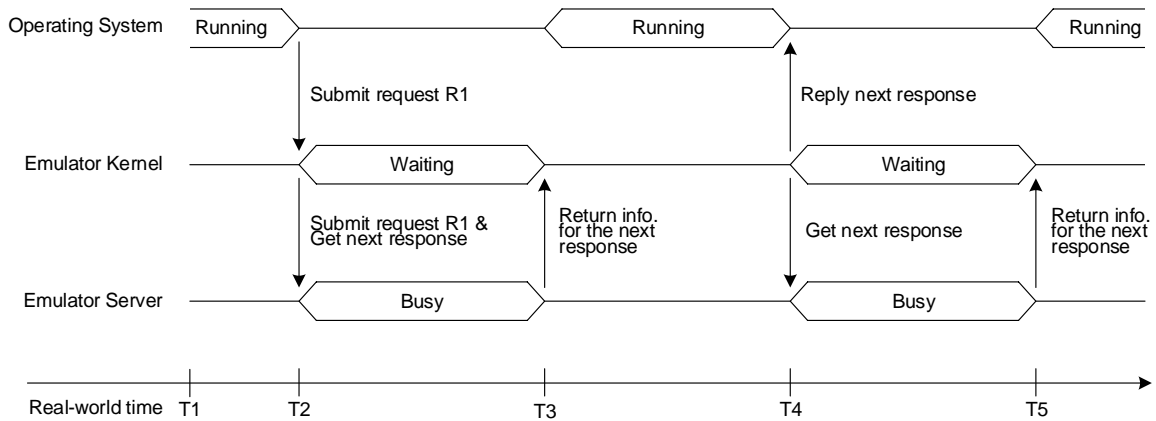 Operating System
Running
Running
Running
Submit request R1
Reply next response
Emulator Kernel
Waiting
Waiting
Submit request R1 &
Get next response
Return info.
for the next
response
Get next response
Return info.
for the next
response
Emulator Server
Busy
Busy
Real-world time
T1
T2
T3
T4
T5